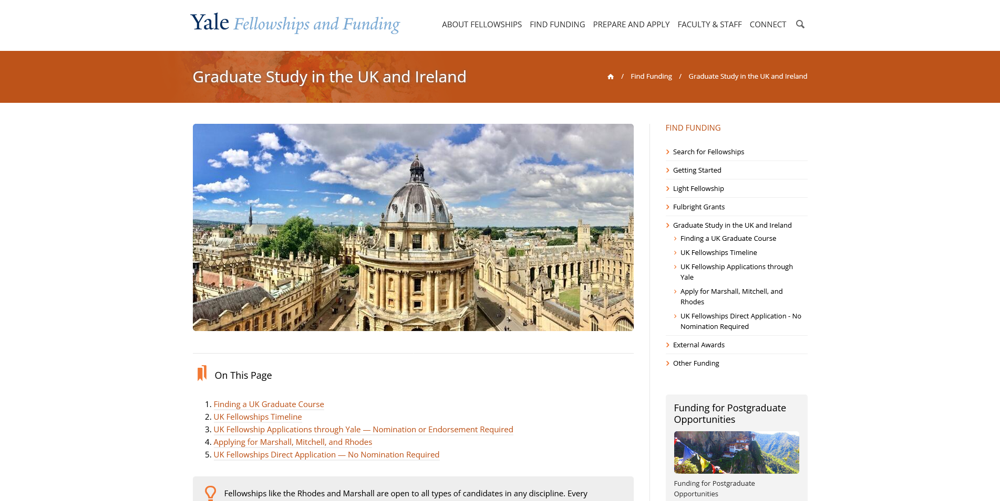 Yale Fellowships and Funding
ABOUT FELLOWSHIPS FIND FUNDING PREPARE AND APPLY FACULTY & STAFF CONNECT
Graduate Study in the UK and Ireland
/ Find Funding / Graduate Study in the UK and Ireland
On This Page
1. Finding a UK Graduate Course
2. UK Fellowships Timeline
3. UK Fellowship Applications through Yale — Nomination or Endorsement Required
4. Applying for Marshall, Mitchell, and Rhodes
5. UK Fellowships Direct Application — No Nomination Required
Fellowships like the Rhodes and Marshall are open to all types of candidates in any discipline. Every
FIND FUNDING
Search for Fellowships
Getting Started
Light Fellowship
Fulbright Grants
Graduate Study in the UK and Ireland
Finding a UK Graduate Course
UK Fellowships Timeline
UK Fellowship Applications through
Yale
Apply for Marshall, Mitchell, and
Rhodes
UK Fellowships Direct Application - No
Nomination Required
External Awards
Other Funding
Funding for Postgraduate
Opportunities
Funding for Postgraduate
Opportunities